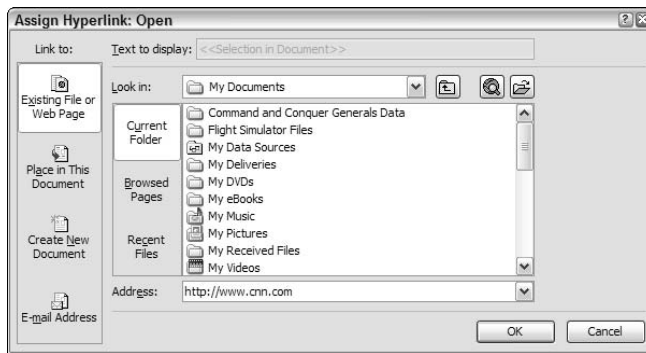 Assign Hyperlink: Open
Link to:
Text to display: <<Selection in Document>>
Existing File or
Web Page
Place in This
Document
Create New
Document
E-mail Address
Look in:
My Documents
Current
Folder
Browsed
Pages
Recent
Files
Command and Conquer Generals Data
Flight Simulator Files
My Data Sources
My Deliveries
My DVDs
My eBooks
My Music
My Pictures
My Received Files
My Videos
Address:
http://www.cnn.com
OK
Cancel